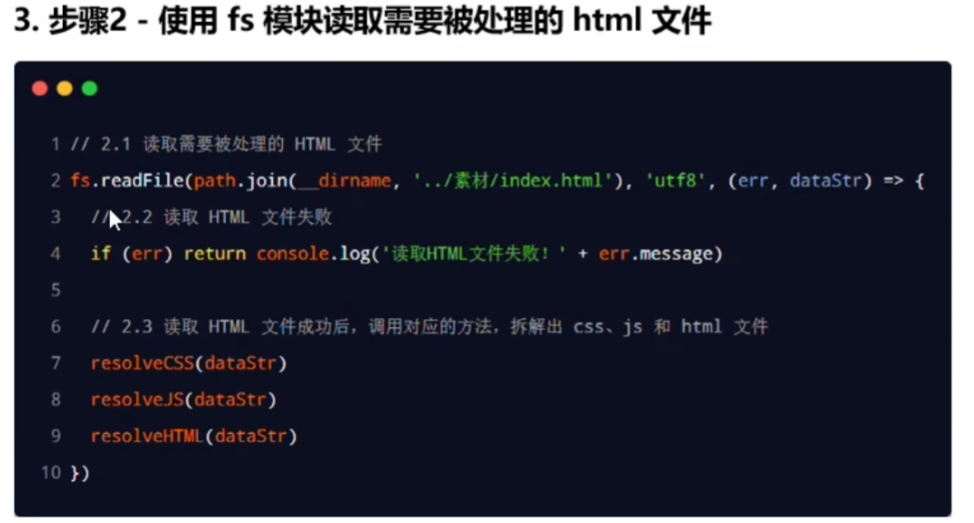 3. 步骤2 - 使用 fs 模块读取需要被处理的 html 文件
1 // 2.1 读取需要被处理的 HTML 文件
2 fs.readFile(path.join(__dirname, '../素材/index.html'), 'utf8', (err, dataStr) => {
3 // 2.2 读取 HTML 文件失败
4 if (err) return console.log('读取HTML文件失败！' + err.message)
5
6 // 2.3 读取 HTML 文件成功后，调用对应的方法，拆解出 css、js 和 html 文件
7 resolveCSS(dataStr)
8 resolveJS(dataStr)
9 resolveHTML(dataStr)
10 })